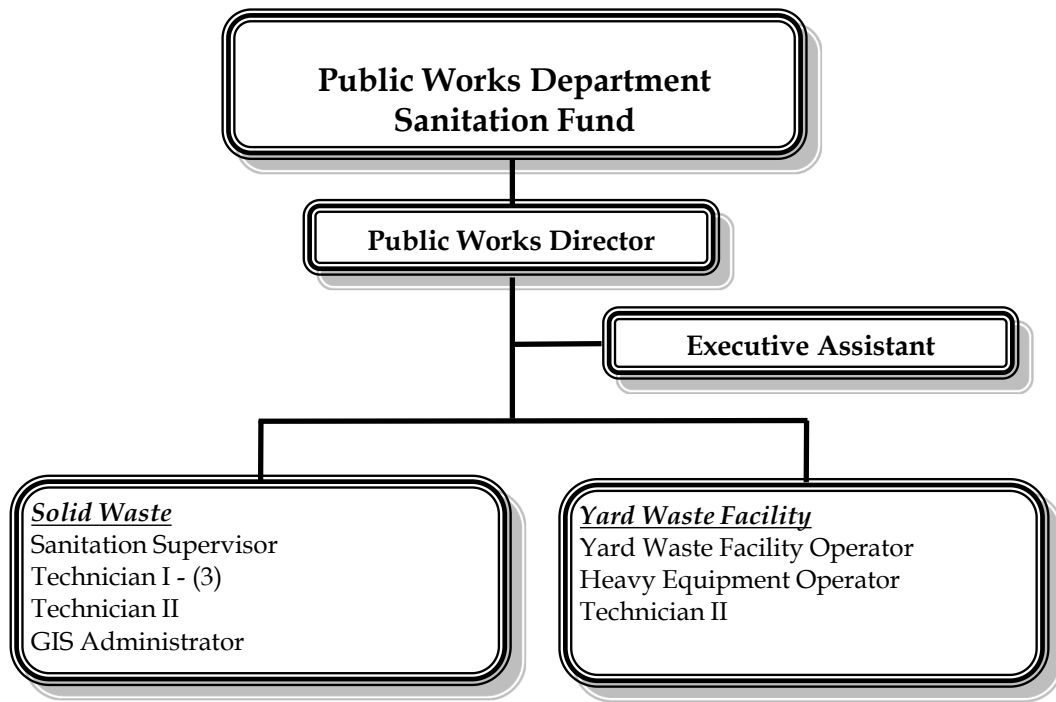 Public Works Department
Sanitation Fund
Public Works Director
Executive Assistant
Solid Waste
Sanitation Supervisor
Technician I - (3)
Technician II
GIS Administrator
Yard Waste Facility
Yard Waste Facility Operator
Heavy Equipment Operator
Technician II